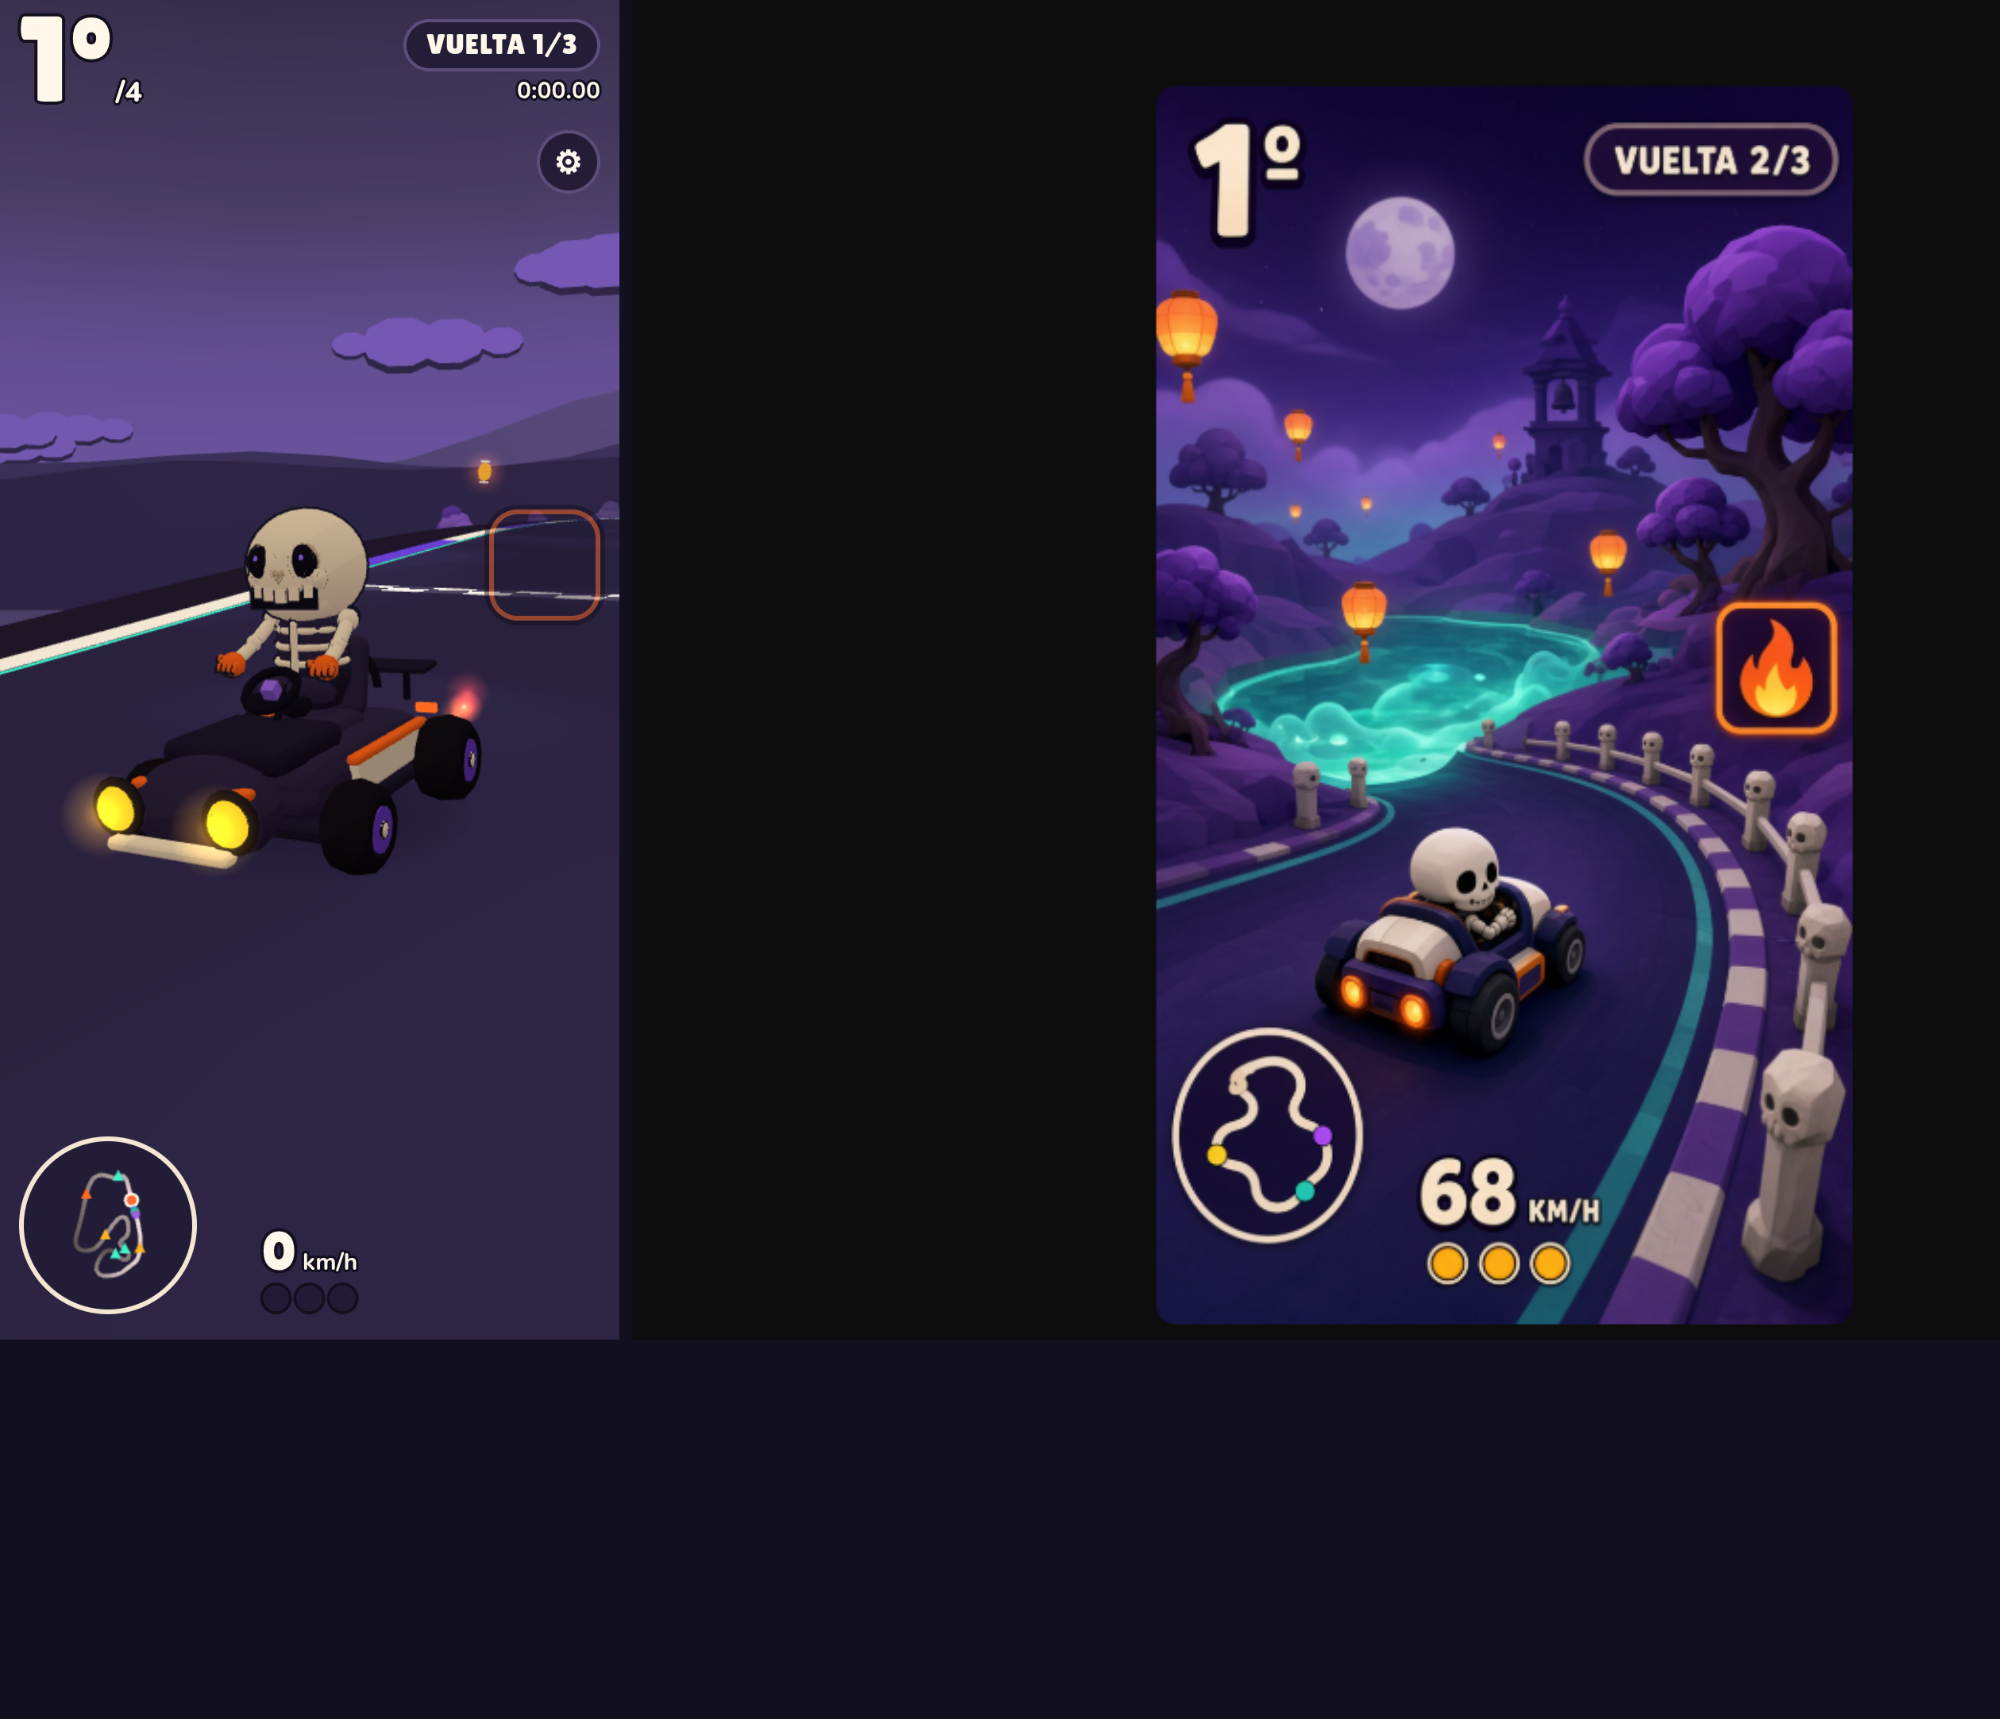 1º
/4
VUELTA 1/3
0:00.00
0 km/h
1º
VUELTA 2/3
68 KM/H